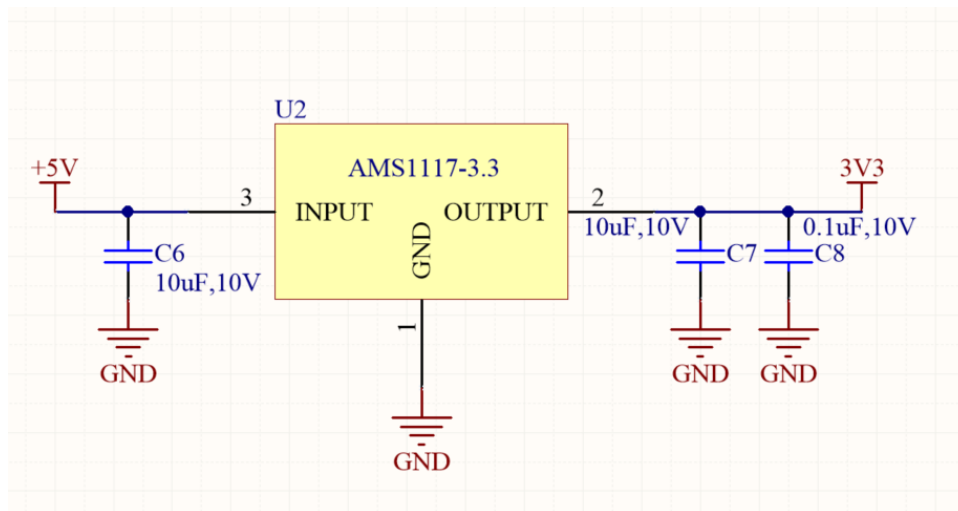 U2
+5V
AMS1117-3.3
3V3
3
INPUT
OUTPUT
2
GND
10uF,10V
0.1uF,10V
C6
C7
C8
10uF,10V
1
GND
GND
GND
GND